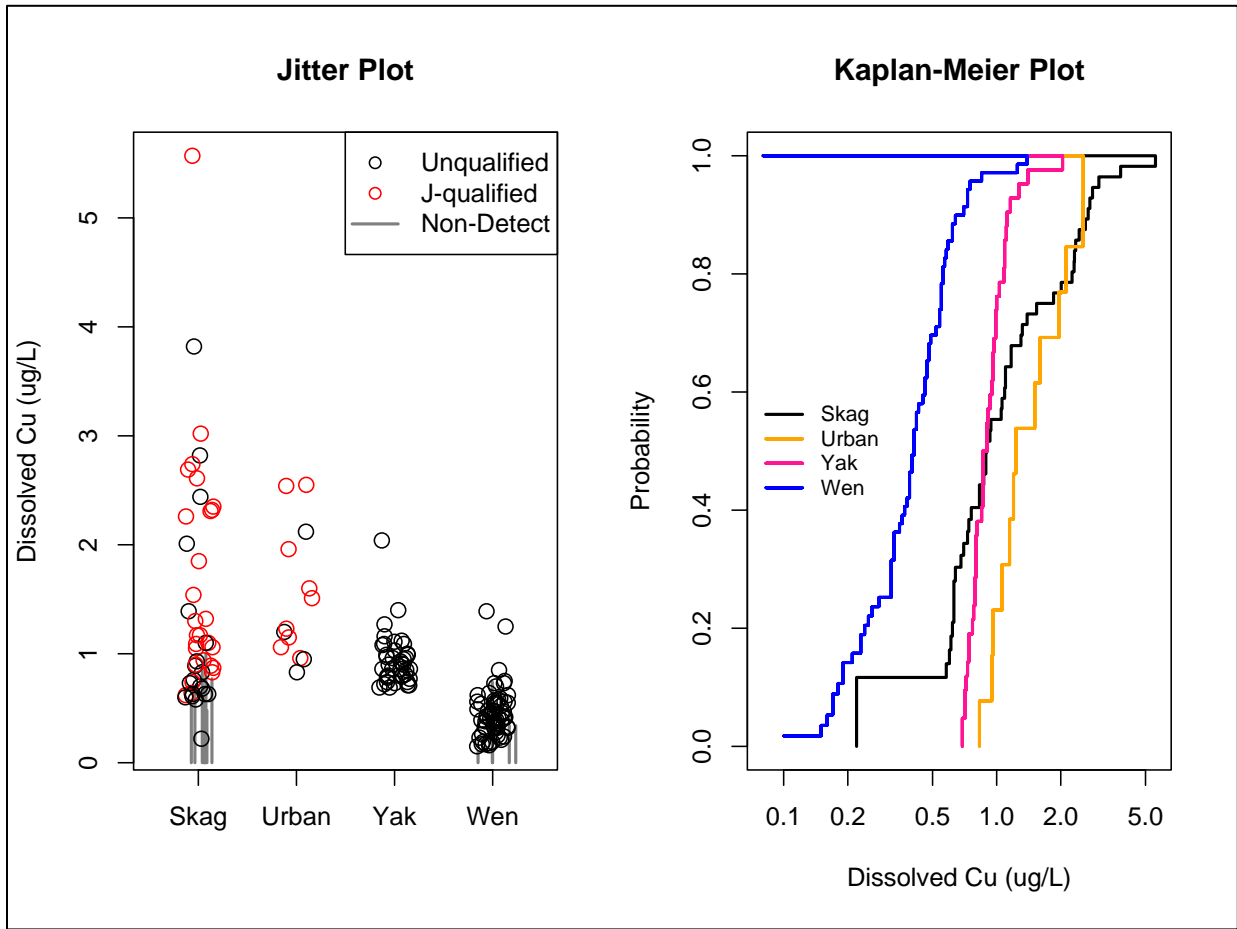 Jitter Plot
Unqualified
J-qualified
Non-Detect
5
4
3
2
1
0
Dissolved Cu (ug/L)
Skag Urban Yak Wen
Kaplan-Meier Plot
1.0
0.8
0.6
0.4
0.2
0.0
Probability
Skag
Urban
Yak
Wen
0.1 0.2 0.5 1.0 2.0 5.0
Dissolved Cu (ug/L)